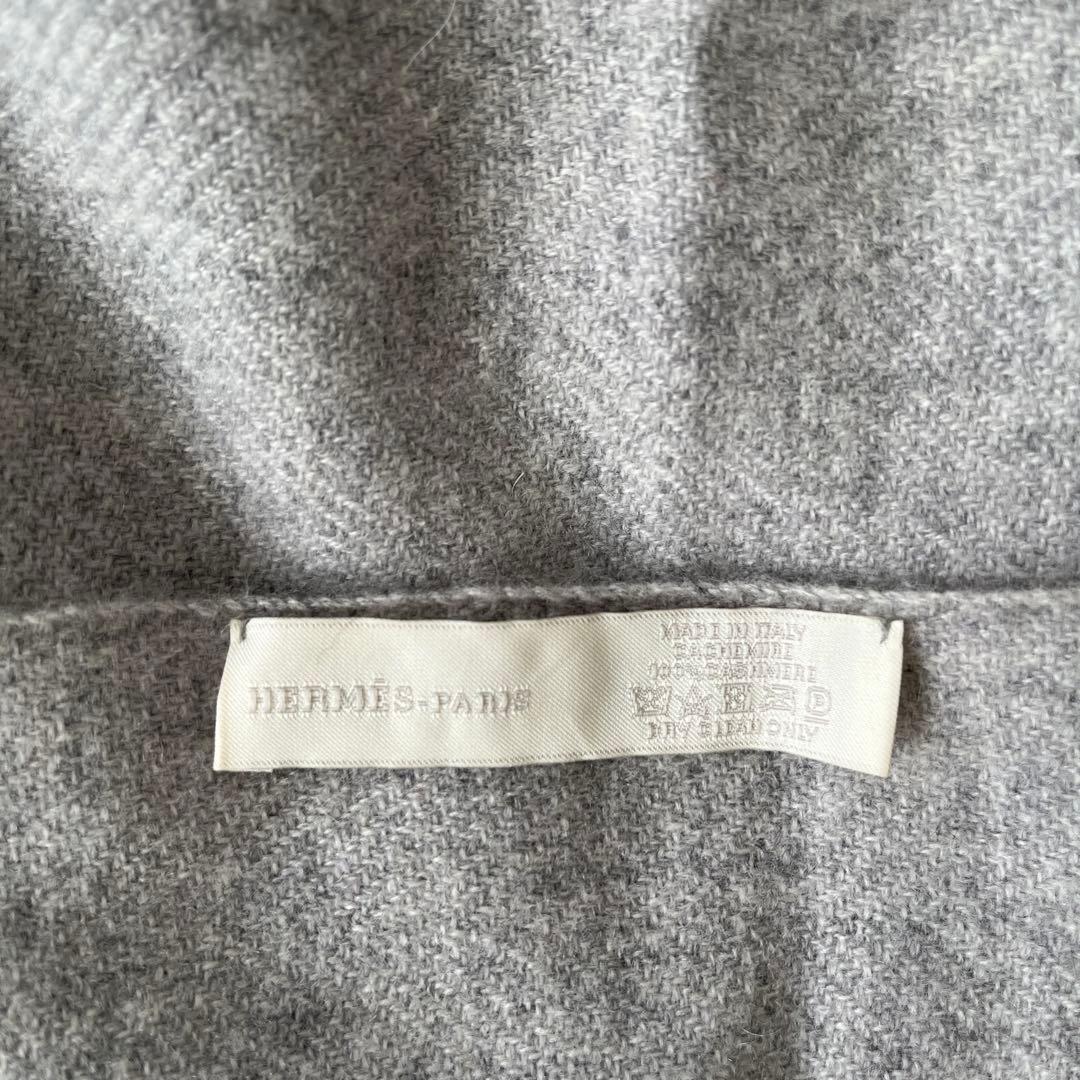 HERMÈS-PARIS
MADE IN ITALY
CACHEMIRE
100% CASHMERE
P
DRY CLEAN ONLY